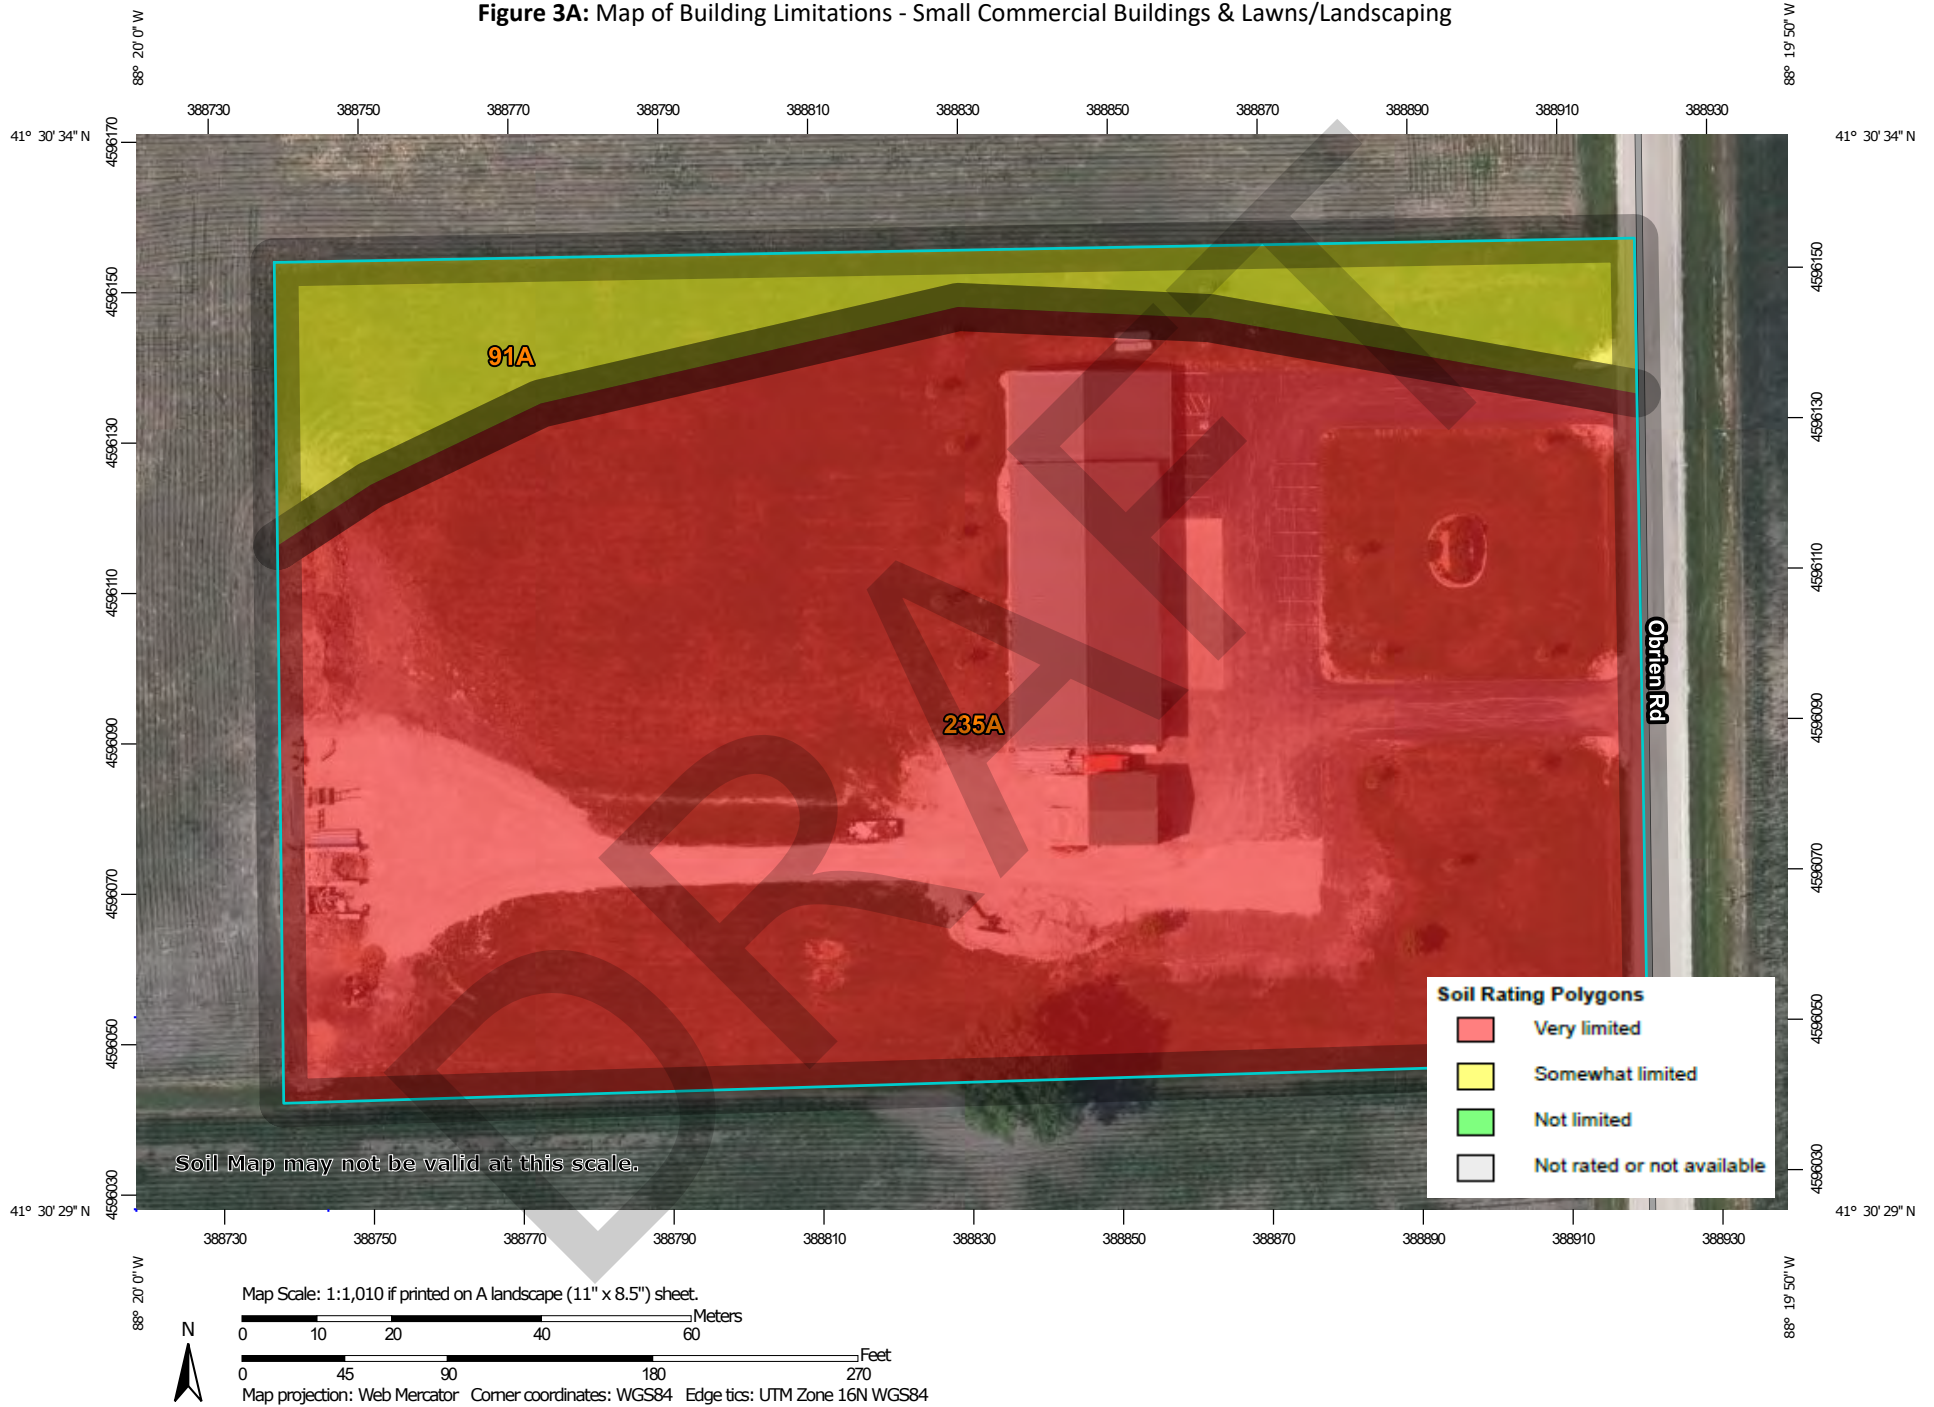 Figure 3A: Map of Building Limitations - Small Commercial Buildings & Lawns/Landscaping
88° 20' 0" W
88° 19' 50" W
388730 388750 388770 388790 388810 388830 388850 388870 388890 388910 388930
41° 30' 34" N
41° 30' 34" N
4596170
4596150
4596130
4596110
4596090
4596070
4596050
4596030
4596150
4596130
4596110
4596090
4596070
4596050
4596030
91A
235A
Obrien Rd
DRAFT
Soil Rating Polygons
Very limited
Somewhat limited
Not limited
Not rated or not available
Soil Map may not be valid at this scale.
41° 30' 29" N
41° 30' 29" N
388730 388750 388770 388790 388810 388830 388850 388870 388890 388910 388930
88° 20' 0" W
88° 19' 50" W
Map Scale: 1:1,010 if printed on A landscape (11" x 8.5") sheet.
N
Meters
0 10 20 40 60
Feet
0 45 90 180 270
Map projection: Web Mercator Corner coordinates: WGS84 Edge tics: UTM Zone 16N WGS84